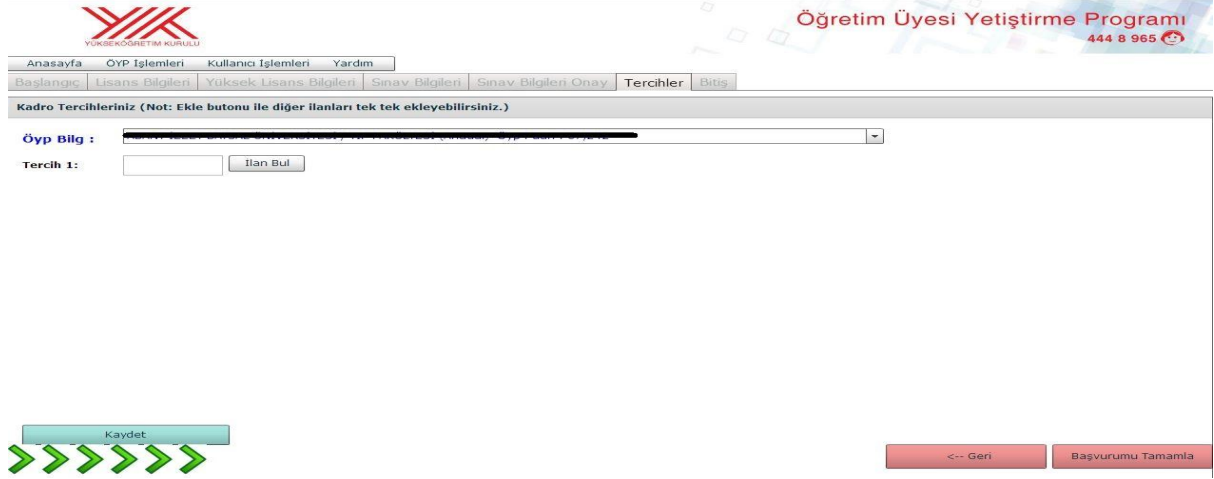 YÜKSEKÖĞRETİM KURULU
Öğretim Üyesi Yetiştirme Programı
444 8 965
Anasayfa ÖYP İşlemleri Kullanıcı İşlemleri Yardım
Başlangıç Lisans Bilgileri Yüksek Lisans Bilgileri Sınav Bilgileri Sınav Bilgileri Onay Tercihler Bitiş
Kadro Tercihleriniz (Not: Ekle butonu ile diğer ilanları tek tek ekleyebilirsiniz.)
Öyp Bilg :
Tercih 1: İlan Bul
Kaydet
<-- Geri Başvurumu Tamamla